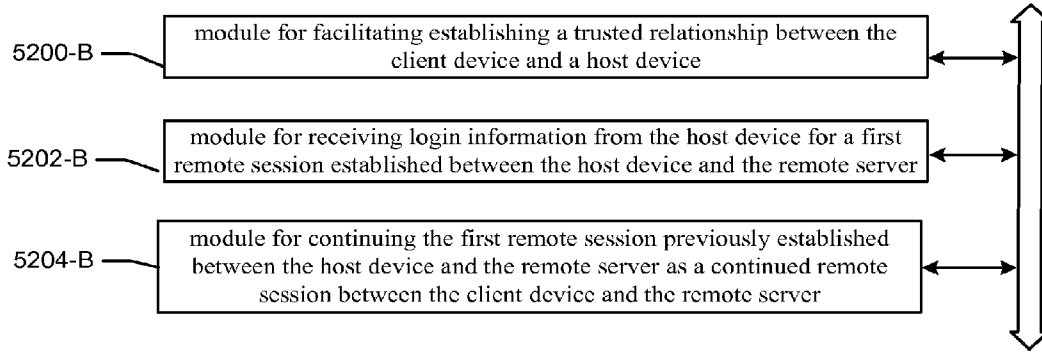 5200-B
module for facilitating establishing a trusted relationship between the
client device and a host device
5202-B
module for receiving login information from the host device for a first
remote session established between the host device and the remote server
5204-B
module for continuing the first remote session previously established
between the host device and the remote server as a continued remote
session between the client device and the remote server